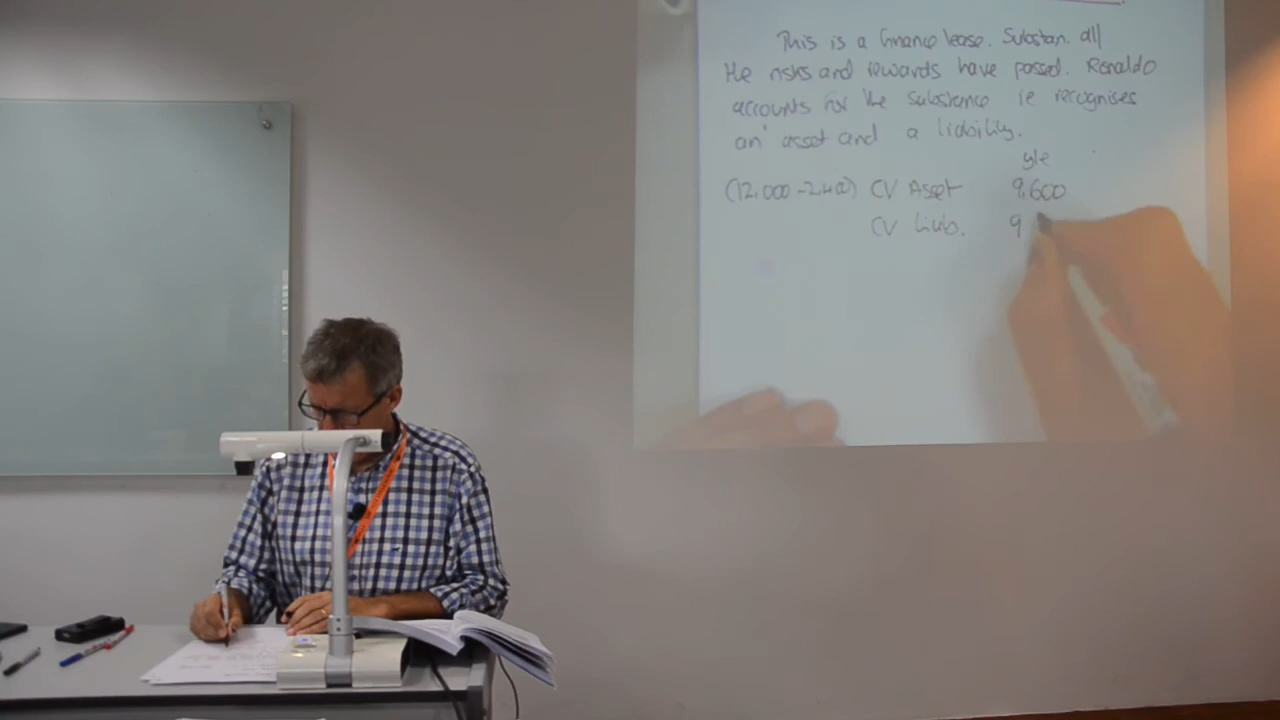 This is a finance lease. Substan. all
the risks and rewards have passed. Ronaldo
accounts for the substance ie recognises
an asset and a liability.
yle
(12,000-2,400) CV Asset 9,600
CV Liab. 9